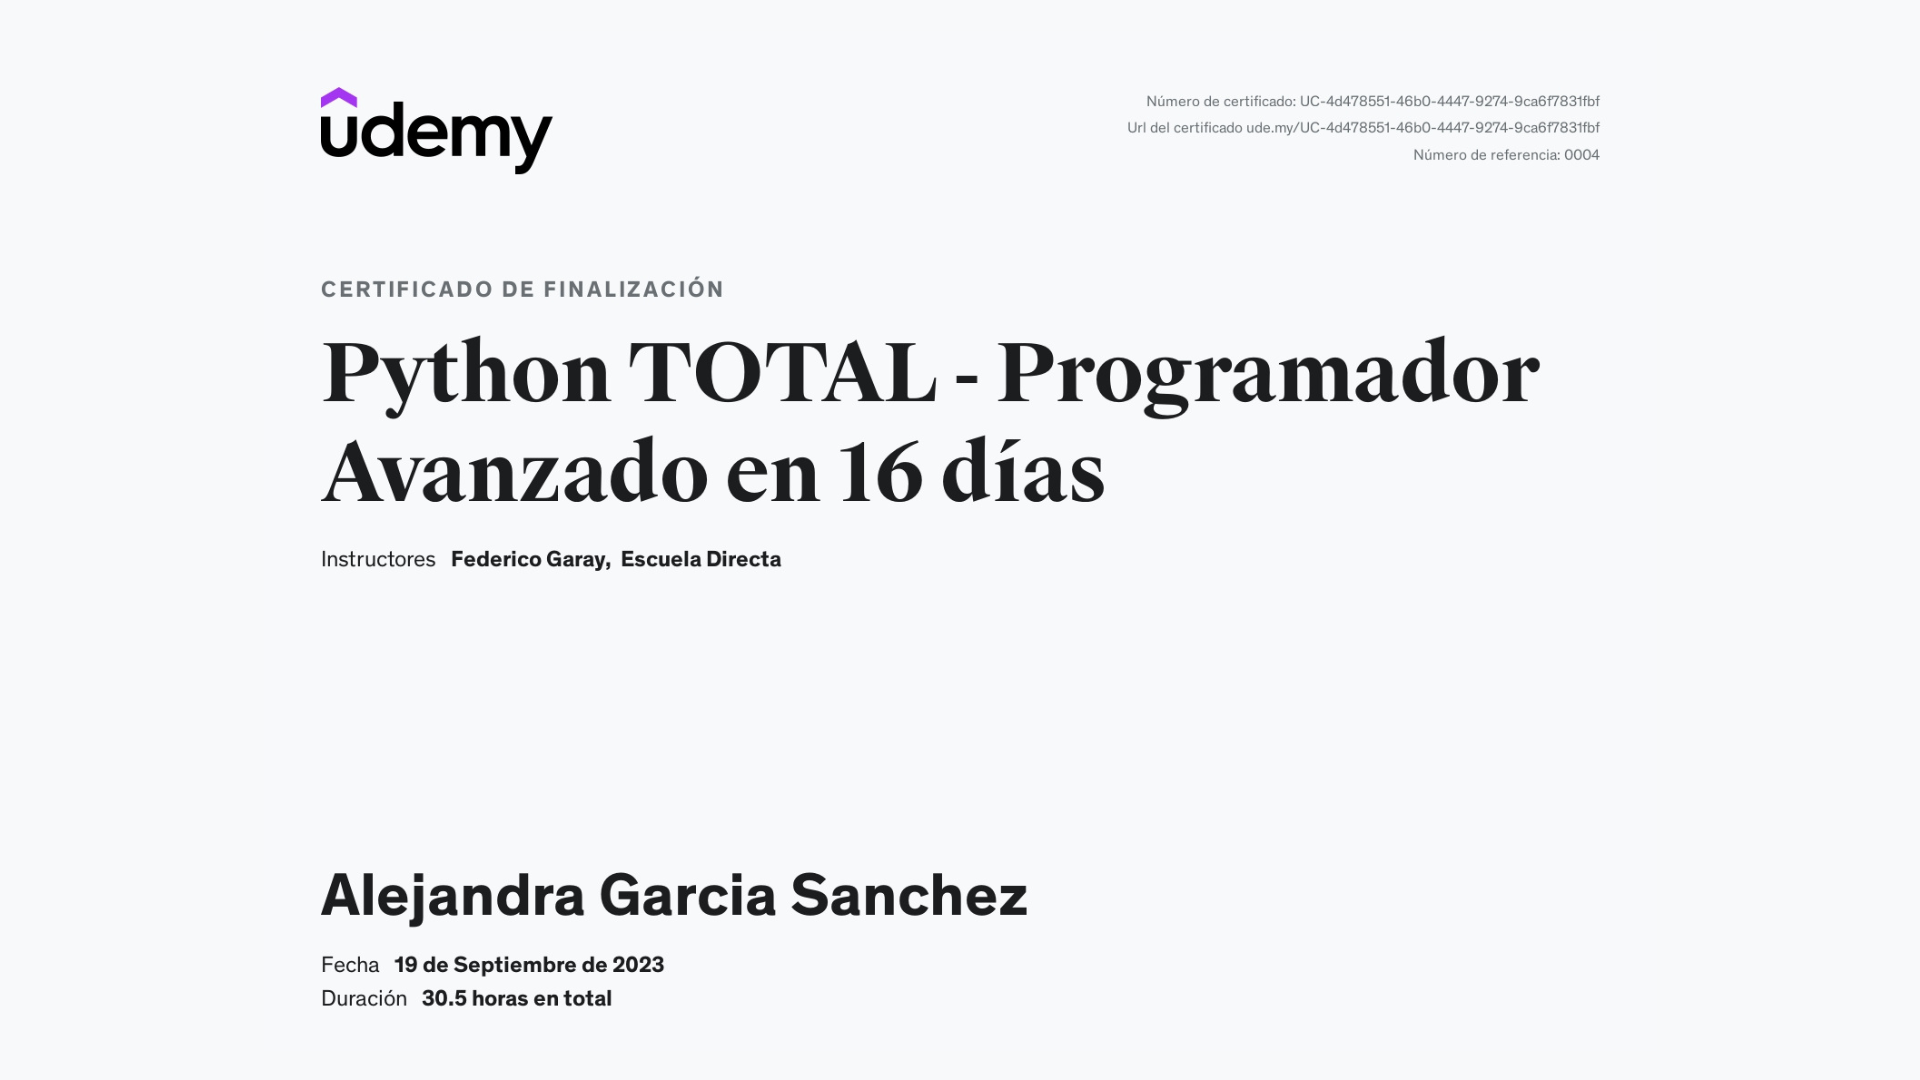 udemy
Número de certificado: UC-4d478551-46b0-4447-9274-9ca6f7831fbf
Url del certificado ude.my/UC-4d478551-46b0-4447-9274-9ca6f7831fbf
Número de referencia: 0004
CERTIFICADO DE FINALIZACIÓN
Python TOTAL - Programador
Avanzado en 16 días
Instructores Federico Garay, Escuela Directa
Alejandra Garcia Sanchez
Fecha 19 de Septiembre de 2023
Duración 30.5 horas en total